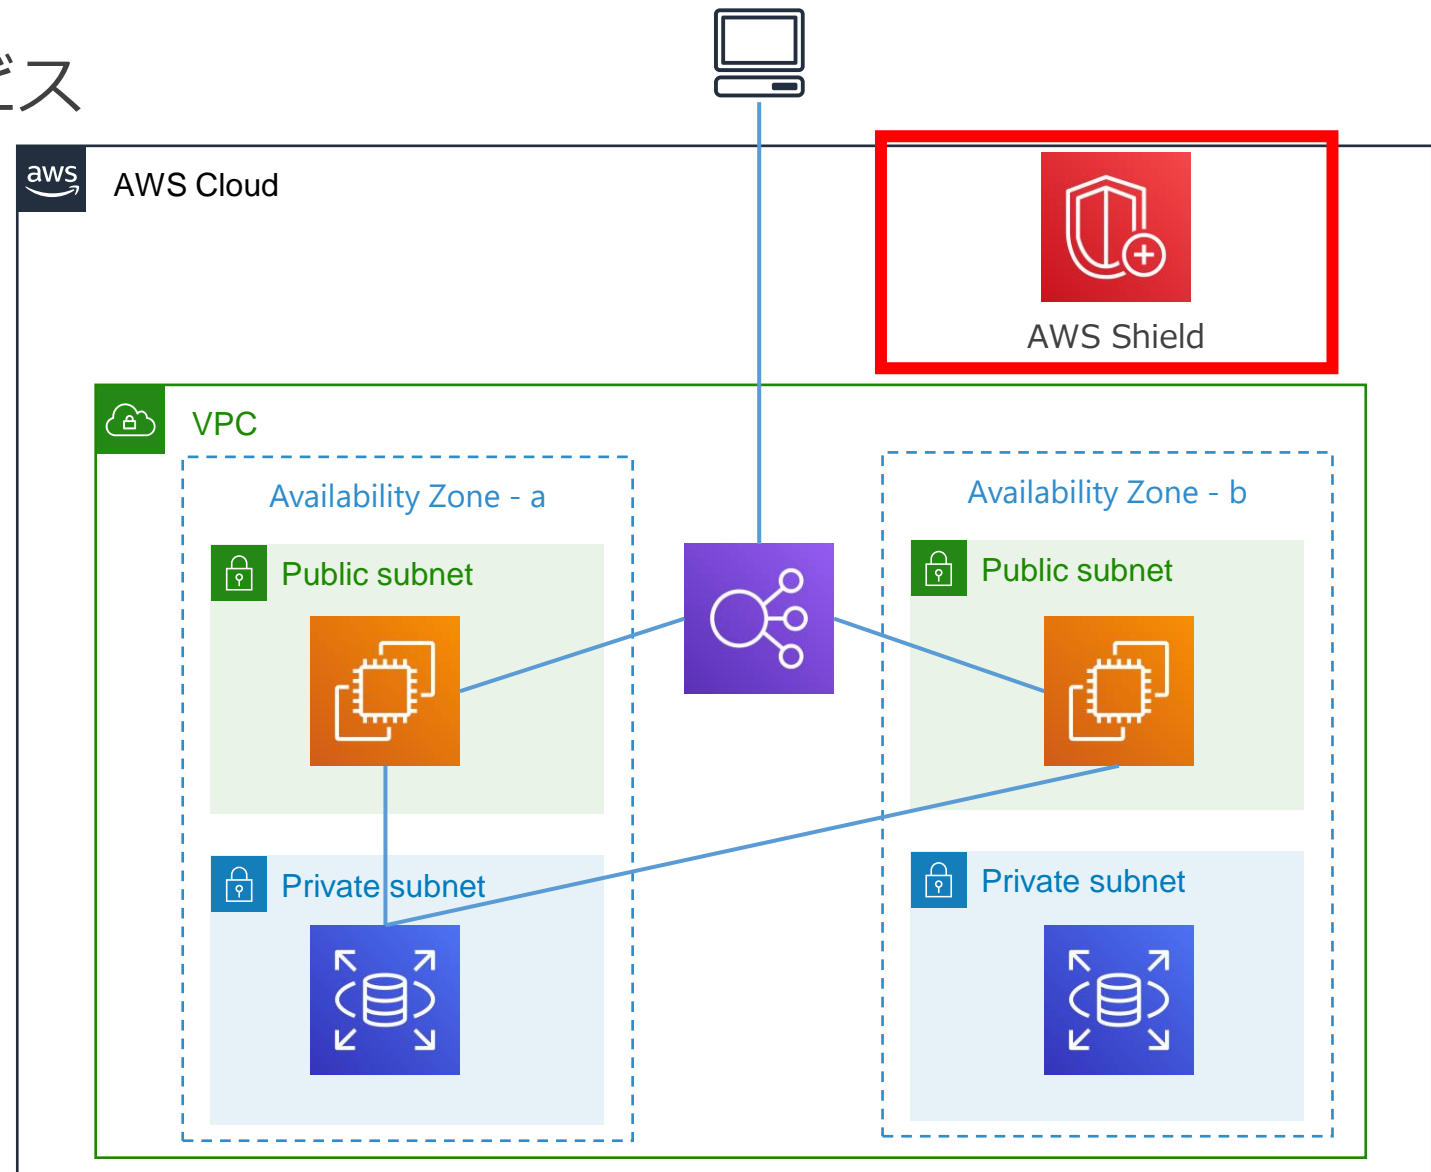 ビス
aws
AWS Cloud
AWS Shield
VPC
Availability Zone - a
Availability Zone - b
Public subnet
Public subnet
Private subnet
Private subnet